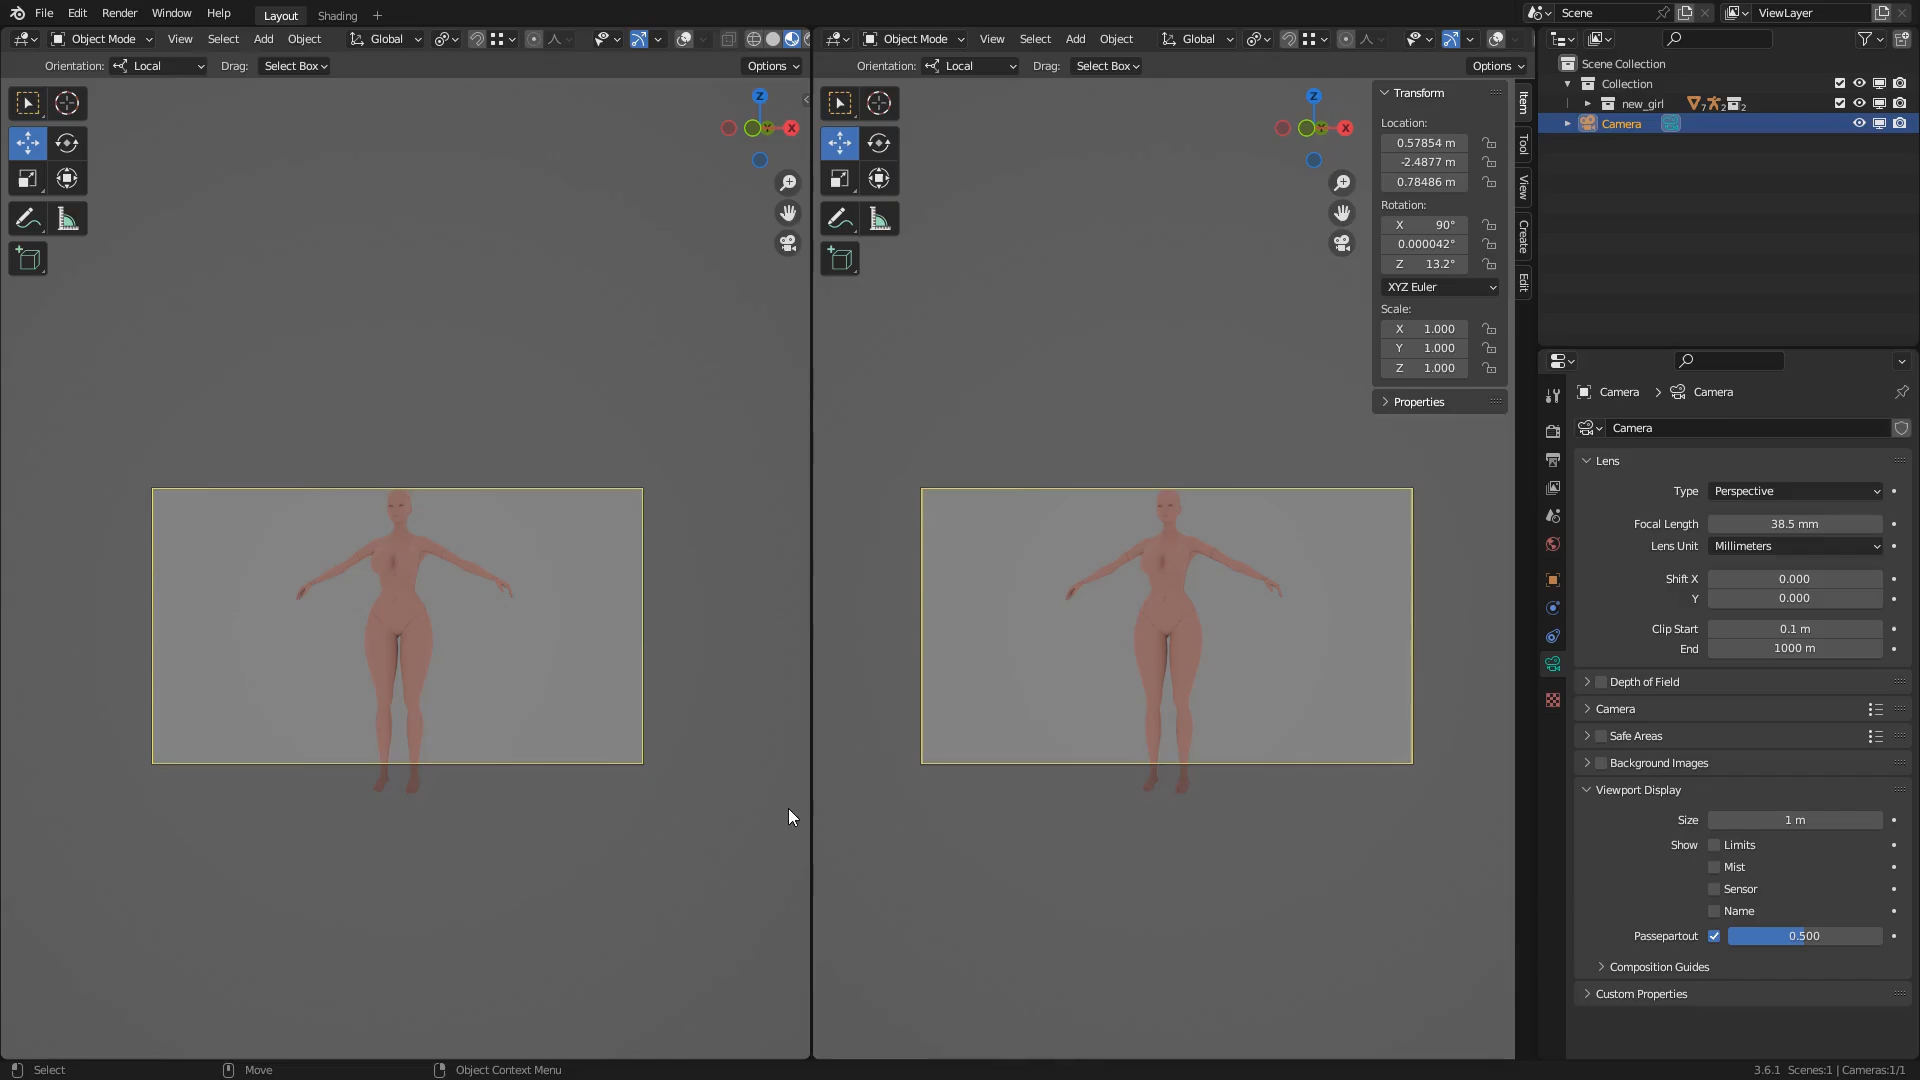 File Edit Render Window Help Layout Shading + Scene ViewLayer
Object Mode View Select Add Object Global Object Mode View Select Add Object Global
Orientation: Local Drag: Select Box Options Orientation: Local Drag: Select Box Options
Z
X
Z
X
Transform
Location:
0.57854 m
-2.4877 m
0.78486 m
Rotation:
X 90°
0.000042°
Z 13.2°
XYZ Euler
Scale:
X 1.000
Y 1.000
Z 1.000
Properties
Item
Tool
View
Create
Edit
Scene Collection
Collection
new_girl 7 2 2
Camera
Camera > Camera
Camera
Lens
Type Perspective
Focal Length 38.5 mm
Lens Unit Millimeters
Shift X 0.000
Y 0.000
Clip Start 0.1 m
End 1000 m
Depth of Field
Camera
Safe Areas
Background Images
Viewport Display
Size 1 m
Show Limits
Mist
Sensor
Name
Passepartout 0.500
Composition Guides
Custom Properties
Select Move Object Context Menu 3.6.1 Scenes:1 | Cameras:1/1